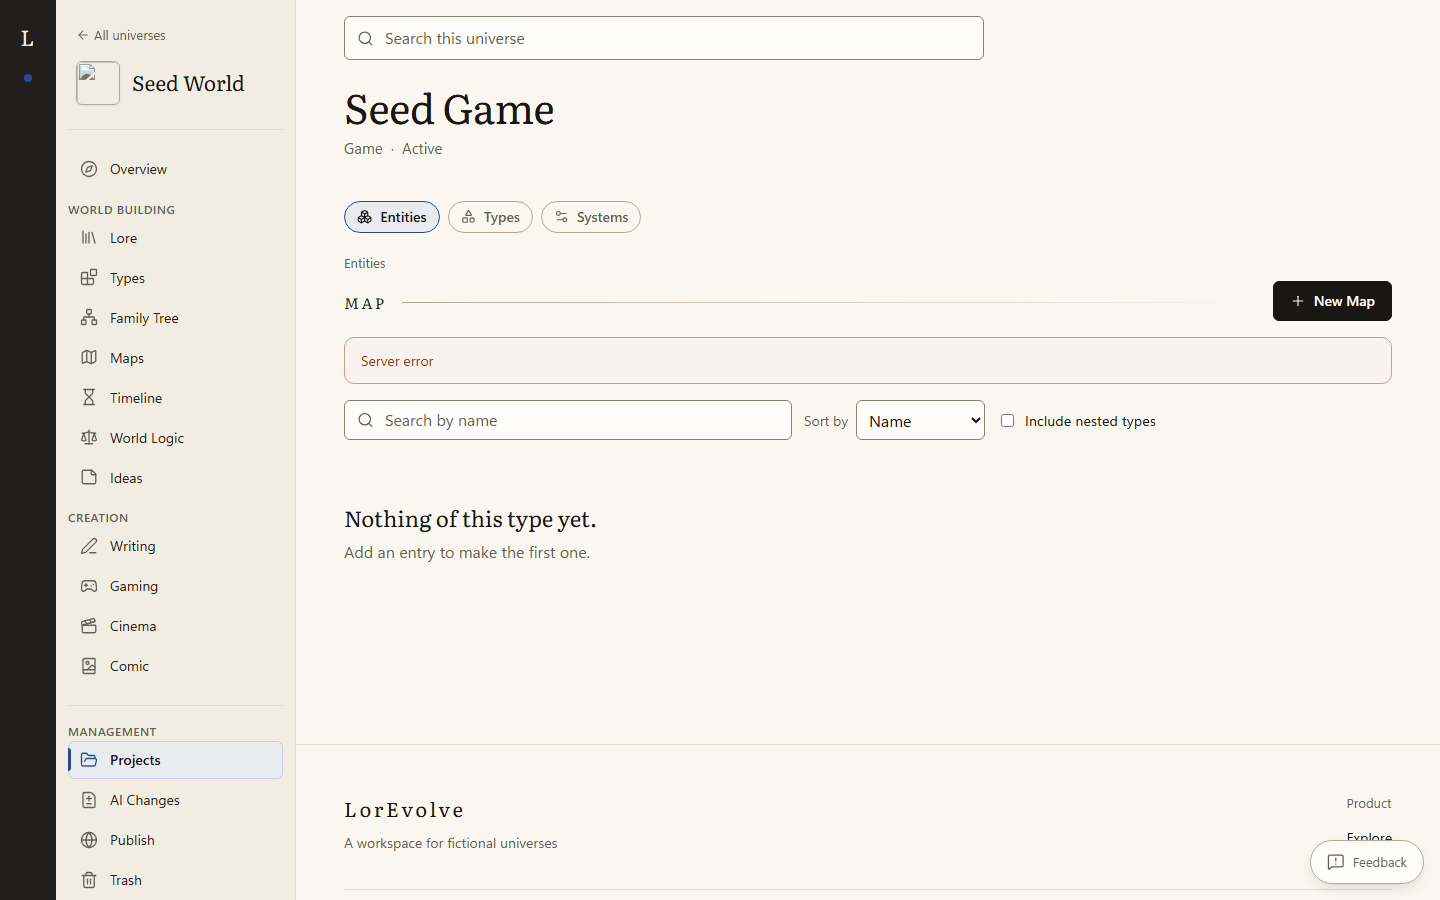 L
All universes
Seed World
Overview
WORLD BUILDING
Lore
Types
Family Tree
Maps
Timeline
World Logic
Ideas
CREATION
Writing
Gaming
Cinema
Comic
MANAGEMENT
Projects
AI Changes
Publish
Trash
Search this universe
Seed Game
Game · Active
Entities Types Systems
Entities
MAP
New Map
Server error
Search by name Sort by Name Include nested types
Nothing of this type yet.
Add an entry to make the first one.
LorEvolve
A workspace for fictional universes
Product
Explore
Feedback